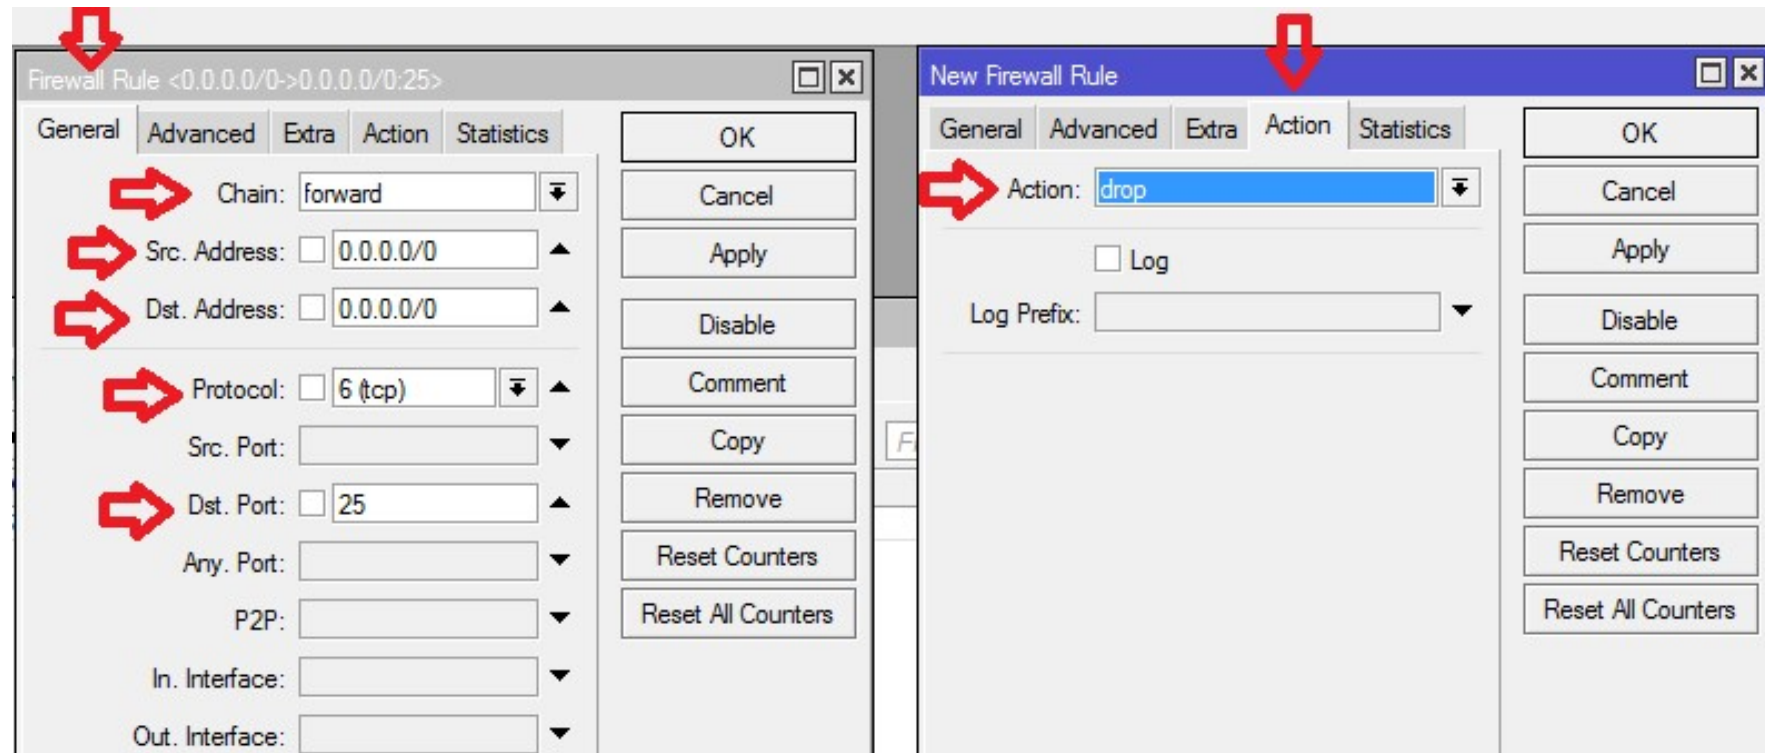 Firewall Rule <0.0.0.0/0->0.0.0.0/0:25>
General Advanced Extra Action Statistics
Chain: forward
Src. Address: 0.0.0.0/0
Dst. Address: 0.0.0.0/0
Protocol: 6 (tcp)
Src. Port:
Dst. Port: 25
Any. Port:
P2P:
In. Interface:
Out. Interface:
OK
Cancel
Apply
Disable
Comment
Copy
Remove
Reset Counters
Reset All Counters
New Firewall Rule
General Advanced Extra Action Statistics
Action: drop
Log
Log Prefix:
OK
Cancel
Apply
Disable
Comment
Copy
Remove
Reset Counters
Reset All Counters